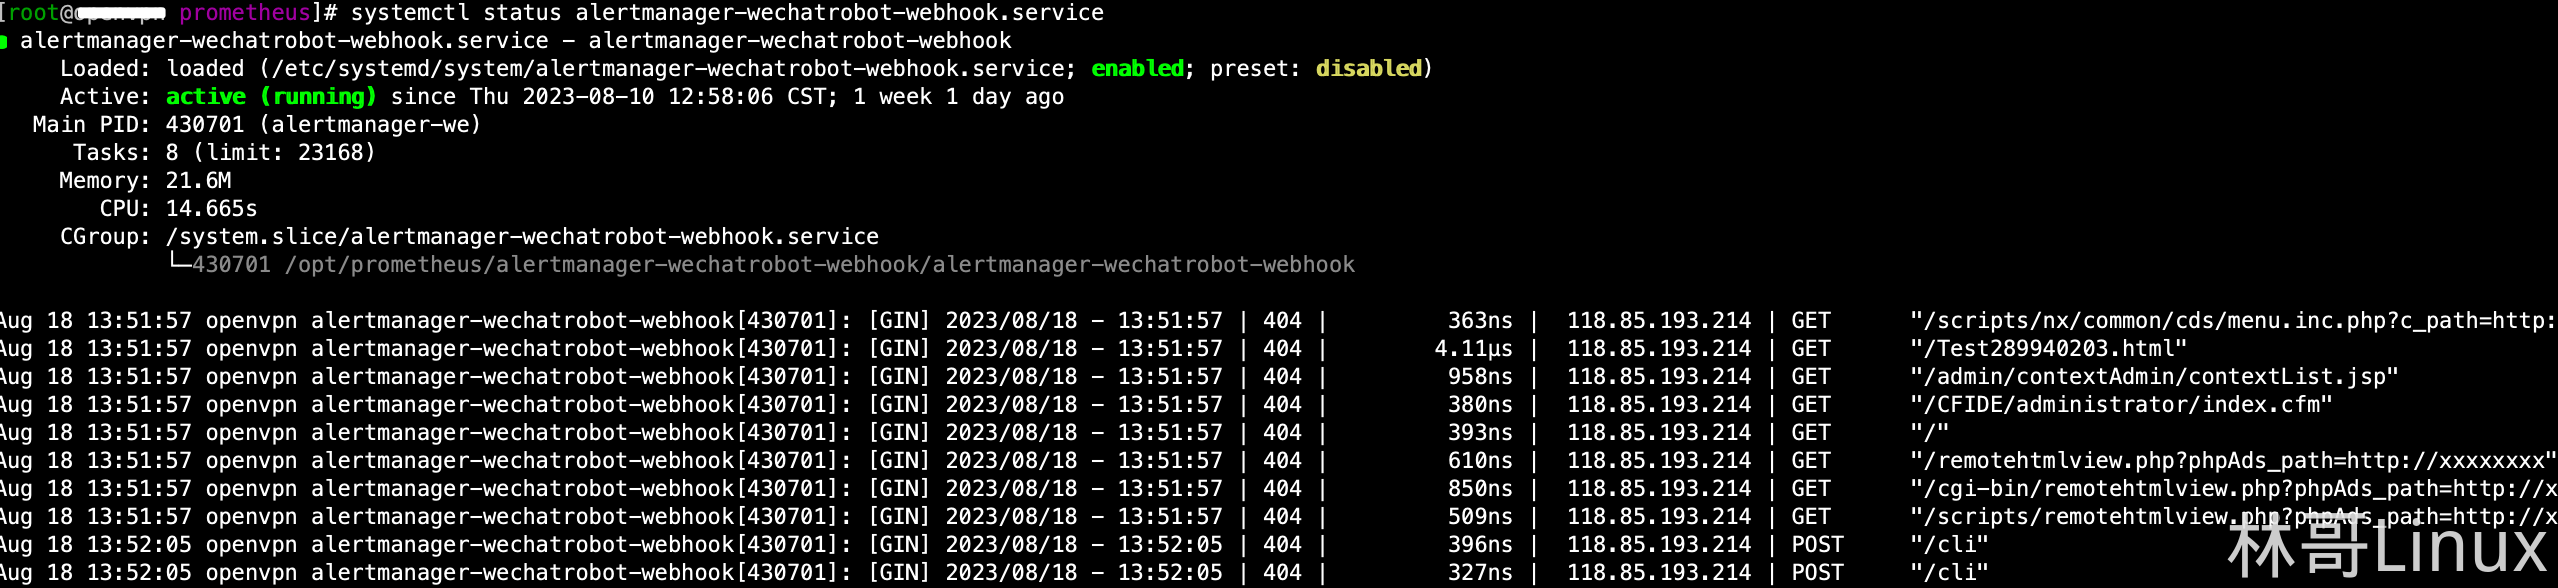 [root@openvpn prometheus]# systemctl status alertmanager-wechatrobot-webhook.service
● alertmanager-wechatrobot-webhook.service - alertmanager-wechatrobot-webhook
Loaded: loaded (/etc/systemd/system/alertmanager-wechatrobot-webhook.service; enabled; preset: disabled)
Active: active (running) since Thu 2023-08-10 12:58:06 CST; 1 week 1 day ago
Main PID: 430701 (alertmanager-we)
Tasks: 8 (limit: 23168)
Memory: 21.6M
CPU: 14.665s
CGroup: /system.slice/alertmanager-wechatrobot-webhook.service
└─430701 /opt/prometheus/alertmanager-wechatrobot-webhook/alertmanager-wechatrobot-webhook
Aug 18 13:51:57 openvpn alertmanager-wechatrobot-webhook[430701]: [GIN] 2023/08/18 - 13:51:57 | 404 | 363ns | 118.85.193.214 | GET "/scripts/nx/common/cds/menu.inc.php?c_path=http:
Aug 18 13:51:57 openvpn alertmanager-wechatrobot-webhook[430701]: [GIN] 2023/08/18 - 13:51:57 | 404 | 4.11µs | 118.85.193.214 | GET "/Test289940203.html"
Aug 18 13:51:57 openvpn alertmanager-wechatrobot-webhook[430701]: [GIN] 2023/08/18 - 13:51:57 | 404 | 958ns | 118.85.193.214 | GET "/admin/contextAdmin/contextList.jsp"
Aug 18 13:51:57 openvpn alertmanager-wechatrobot-webhook[430701]: [GIN] 2023/08/18 - 13:51:57 | 404 | 380ns | 118.85.193.214 | GET "/CFIDE/administrator/index.cfm"
Aug 18 13:51:57 openvpn alertmanager-wechatrobot-webhook[430701]: [GIN] 2023/08/18 - 13:51:57 | 404 | 393ns | 118.85.193.214 | GET "/"
Aug 18 13:51:57 openvpn alertmanager-wechatrobot-webhook[430701]: [GIN] 2023/08/18 - 13:51:57 | 404 | 610ns | 118.85.193.214 | GET "/remotehtmlview.php?phpAds_path=http://xxxxxxxx"
Aug 18 13:51:57 openvpn alertmanager-wechatrobot-webhook[430701]: [GIN] 2023/08/18 - 13:51:57 | 404 | 850ns | 118.85.193.214 | GET "/cgi-bin/remotehtmlview.php?phpAds_path=http://x
Aug 18 13:51:57 openvpn alertmanager-wechatrobot-webhook[430701]: [GIN] 2023/08/18 - 13:51:57 | 404 | 509ns | 118.85.193.214 | GET "/scripts/remotehtmlview.php?phpAds_path=http://x
Aug 18 13:52:05 openvpn alertmanager-wechatrobot-webhook[430701]: [GIN] 2023/08/18 - 13:52:05 | 404 | 396ns | 118.85.193.214 | POST "/cli"
Aug 18 13:52:05 openvpn alertmanager-wechatrobot-webhook[430701]: [GIN] 2023/08/18 - 13:52:05 | 404 | 327ns | 118.85.193.214 | POST "/cli"
林哥Linux